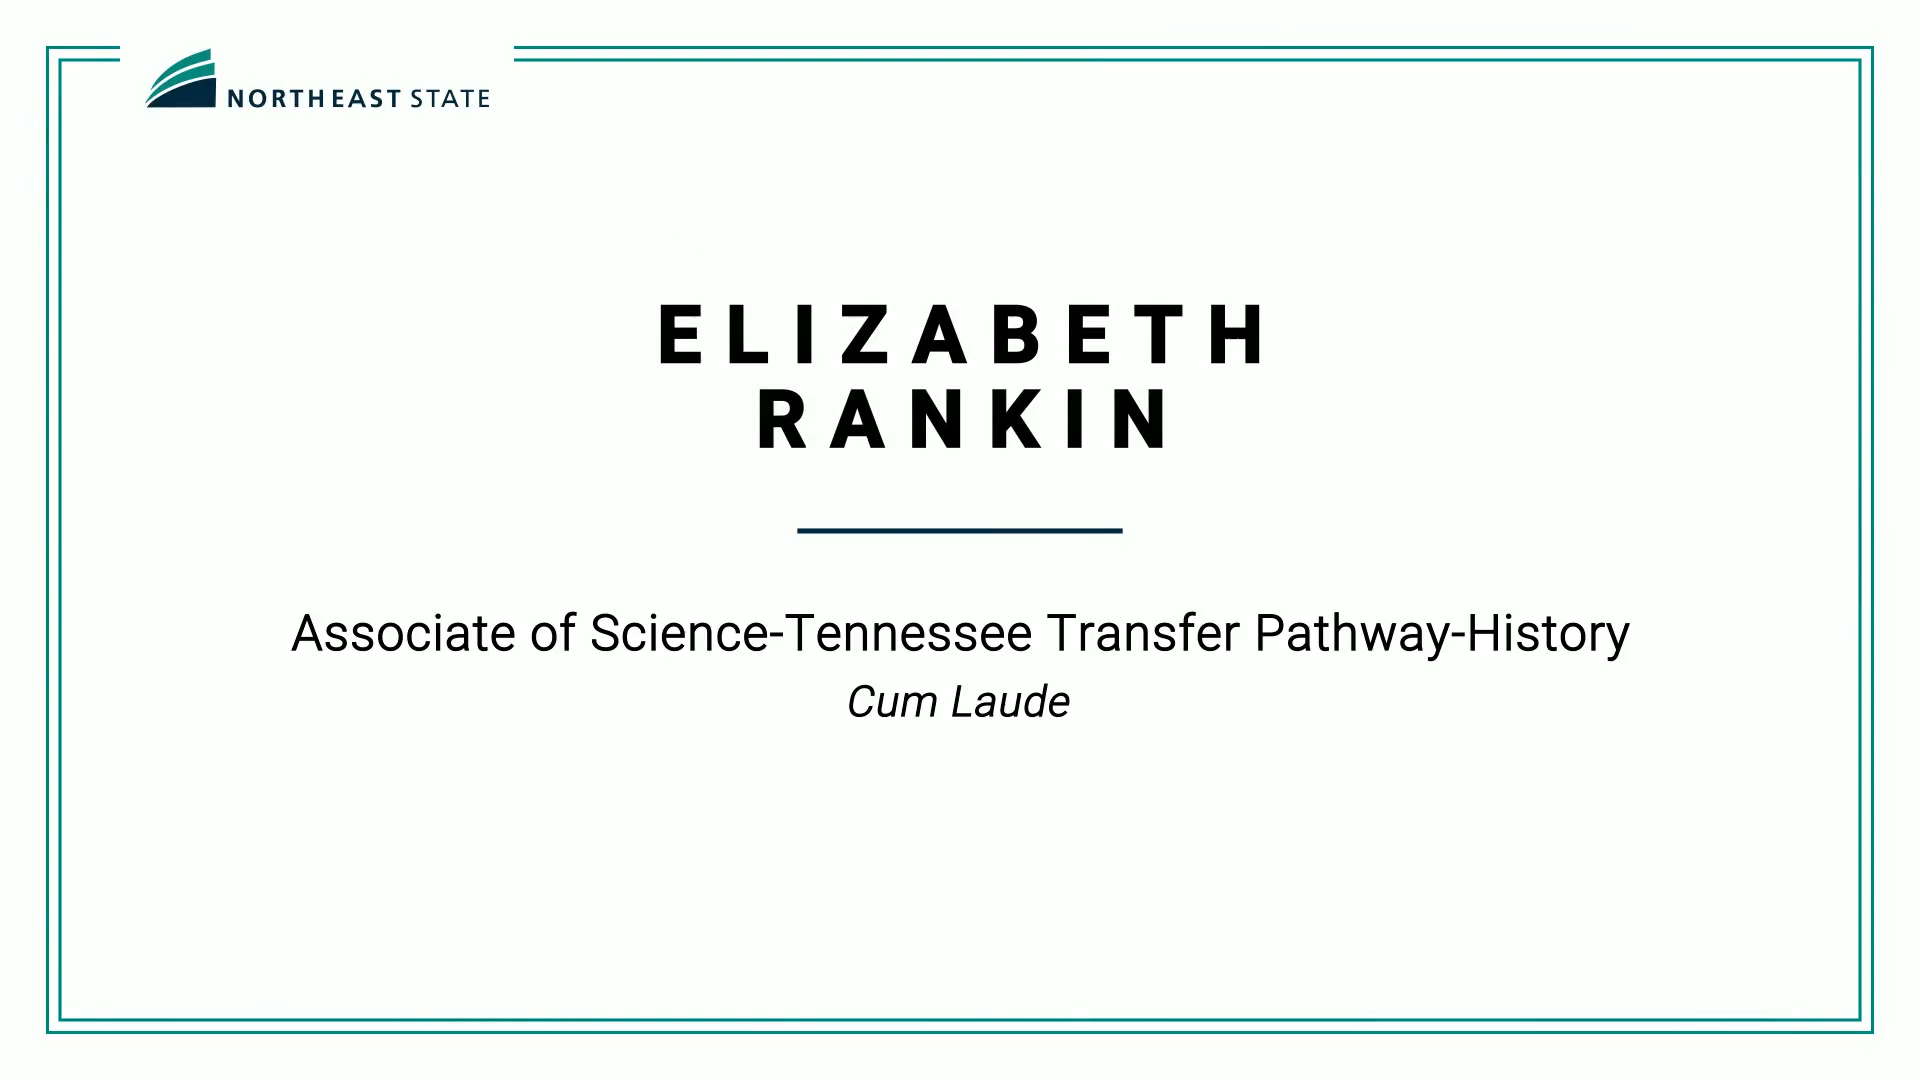 NORTHEAST STATE
ELIZABETH
RANKIN
Associate of Science-Tennessee Transfer Pathway-History
Cum Laude